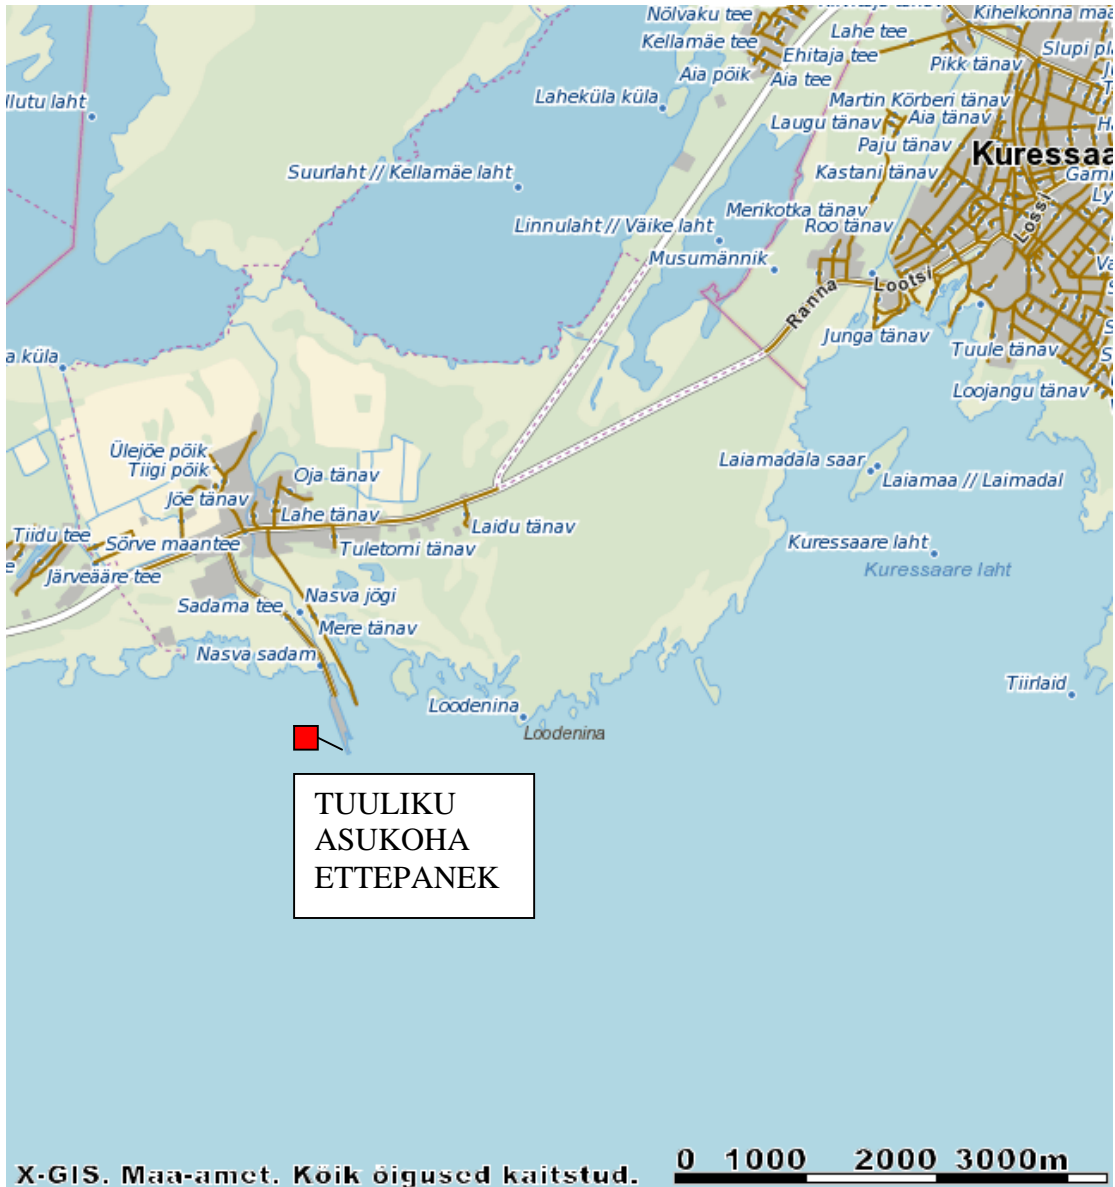 Nõlvaku tee
Kellamäe tee
Aia põik
Aia tee
Ehitaja tee
Lahe tee
Kihelkonna maa
Pikk tänav
Slupi pl
llutu laht
Laheküla küla
Martin Körberi tänav
Laugu tänav
Aia tänav
Paju tänav
Kastani tänav
Kuressaa
Garni
Ly
Suurlaht // Kellamäe laht
Linnulaht // Väike laht
Merikotka tänav
Roo tänav
Musumännik
Lossi
Va
Ranna
Lootsi
Junga tänav
Tuule tänav
Loojangu tänav
a küla
Ülejõe põik
Tiigi põik
Jõe tänav
Oja tänav
Lahe tänav
Laidu tänav
Tuletorni tänav
Laiamadala saar
Laiamaa // Laimadal
Tiidu tee
Sõrve maantee
Järveääre tee
Kuressaare laht
Kuressaare laht
Sadama tee
Nasva jõgi
Mere tänav
Nasva sadam
Loodenina
Loodenina
Tiirlaid
TUULIKU
ASUKOHA
ETTEPANEK
X-GIS. Maa-amet. Kõik õigused kaitstud.
0 1000 2000 3000m